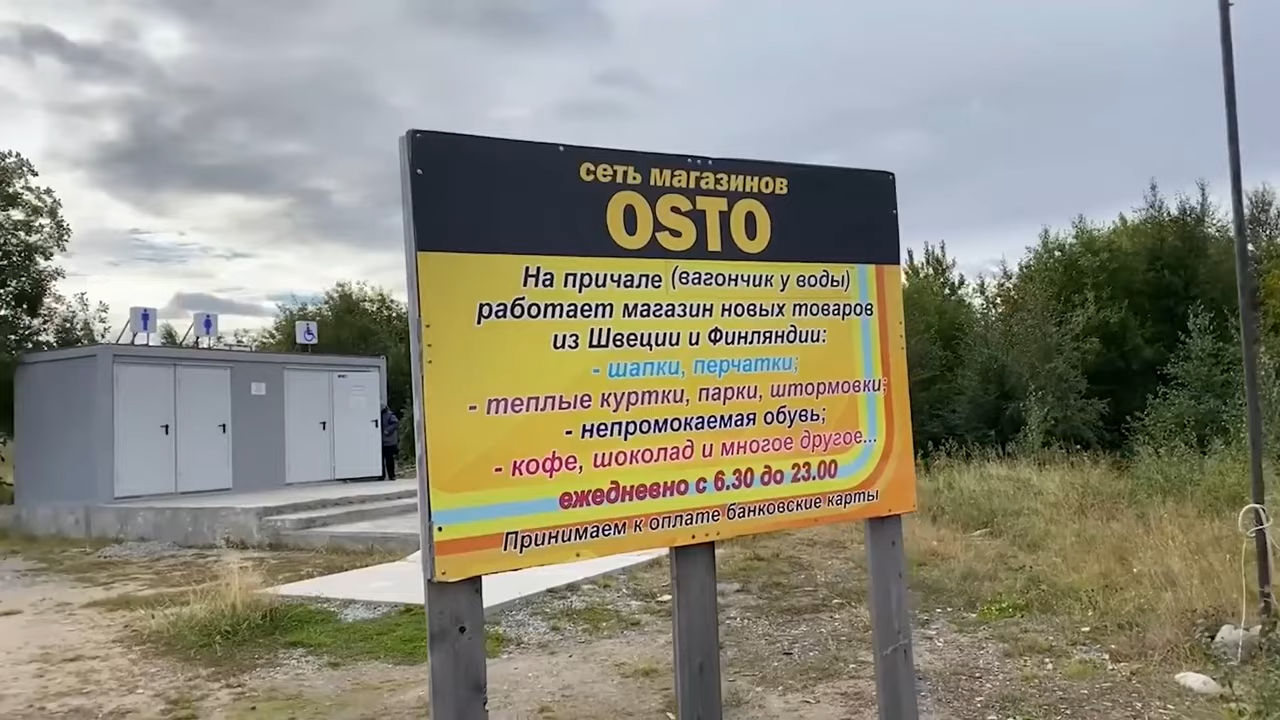 сеть магазинов
OSTO
На причале (вагончик у воды)
работает магазин новых товаров
из Швеции и Финляндии:
- шапки, перчатки;
- теплые куртки, парки, штормовки;
- непромокаемая обувь;
- кофе, шоколад и многое другое...
ежедневно с 6.30 до 23.00
Принимаем к оплате банковские карты